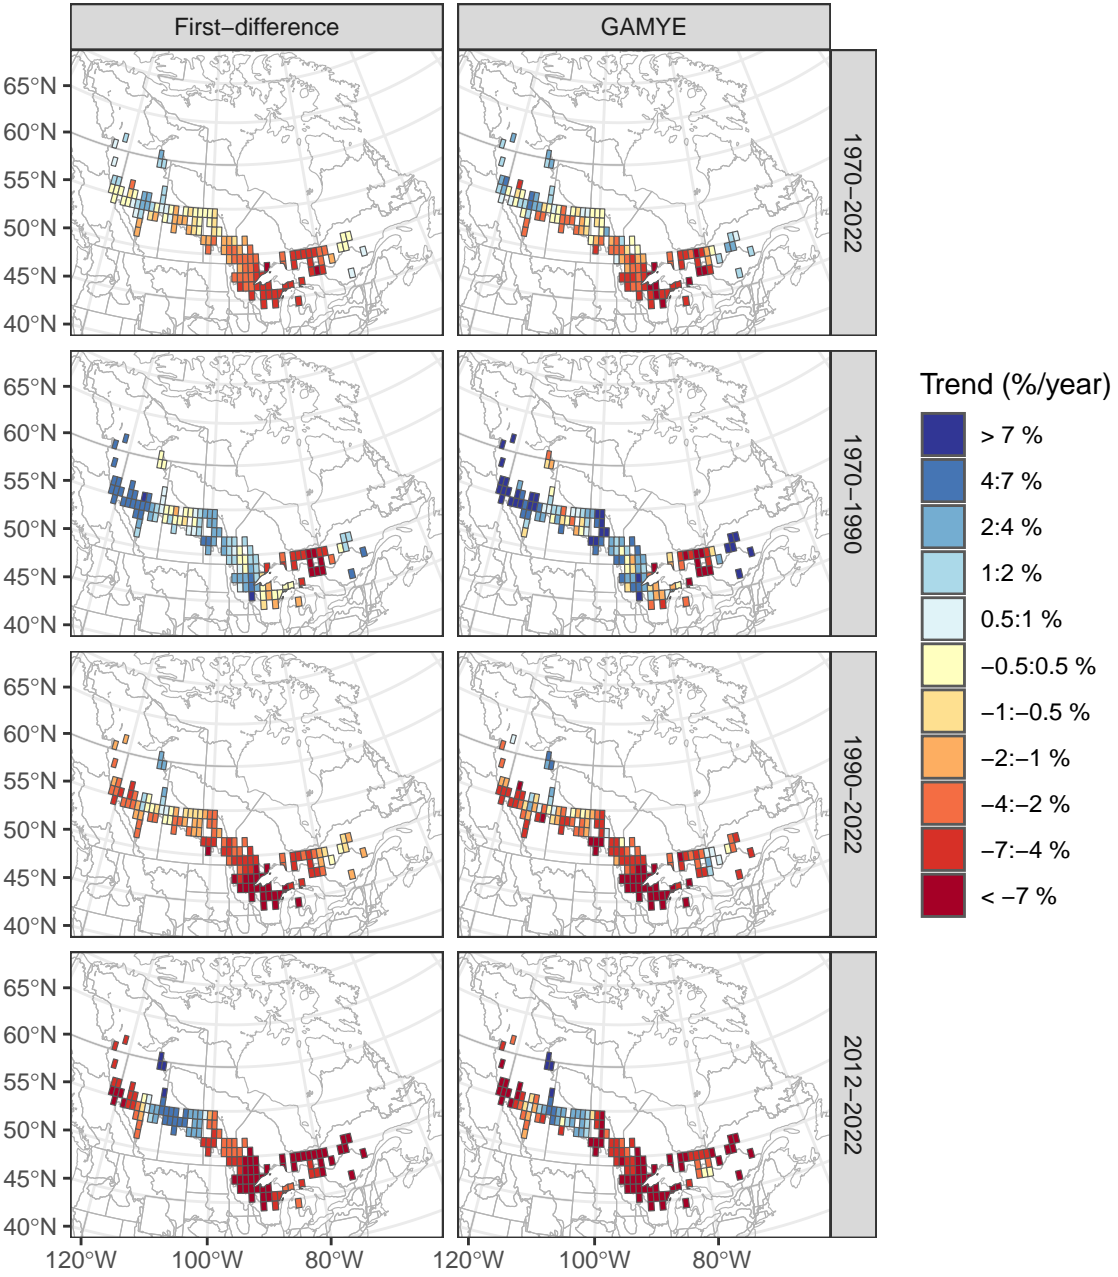 First−difference
GAMYE
65°N
60°N
55°N
50°N
45°N
40°N
1970−2022
65°N
60°N
55°N
50°N
45°N
40°N
1970−1990
65°N
60°N
55°N
50°N
45°N
40°N
1990−2022
65°N
60°N
55°N
50°N
45°N
40°N
2012−2022
120°W
100°W
80°W
120°W
100°W
80°W
Trend (%/year)
> 7 %
4:7 %
2:4 %
1:2 %
0.5:1 %
−0.5:0.5 %
−1:−0.5 %
−2:−1 %
−4:−2 %
−7:−4 %
< −7 %